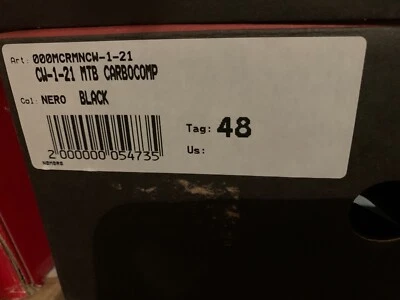 Art: 000MCRMNCW-1-21
CW-1-21 MTB CARBOCOMP
Col: NERO BLACK
Tag: 48
Us:
2 000000 054735